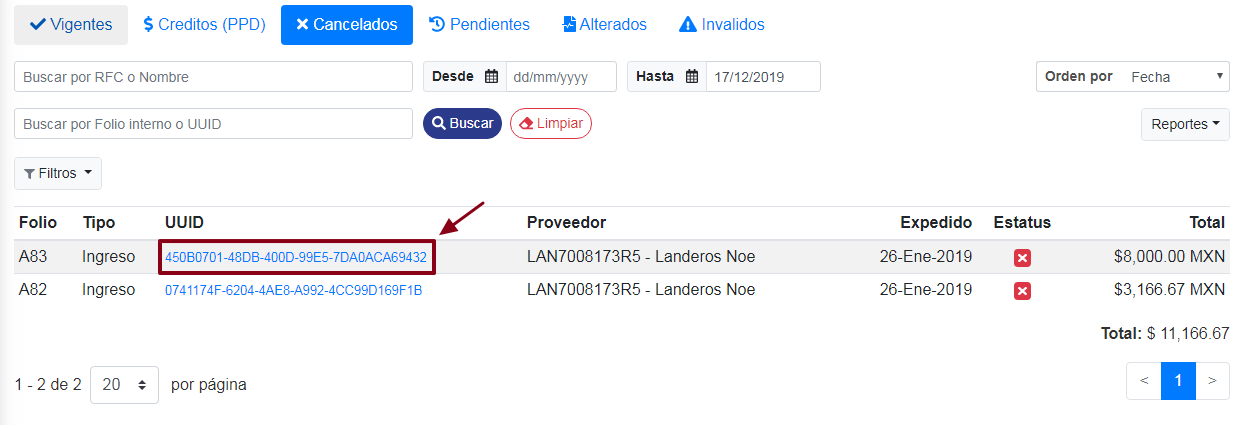 Vigentes Creditos (PPD) Cancelados Pendientes Alterados Invalidos
Buscar por RFC o Nombre Desde dd/mm/yyyy Hasta 17/12/2019 Orden por Fecha
Buscar por Folio interno o UUID Buscar Limpiar Reportes
Filtros
Folio Tipo UUID Proveedor Expedido Estatus Total
A83 Ingreso 450B0701-48DB-400D-99E5-7DA0ACA69432 LAN7008173R5 - Landeros Noe 26-Ene-2019 $8,000.00 MXN
A82 Ingreso 0741174F-6204-4AE8-A992-4CC99D169F1B LAN7008173R5 - Landeros Noe 26-Ene-2019 $3,166.67 MXN
Total: $ 11,166.67
1 - 2 de 2 20 por página < 1 >